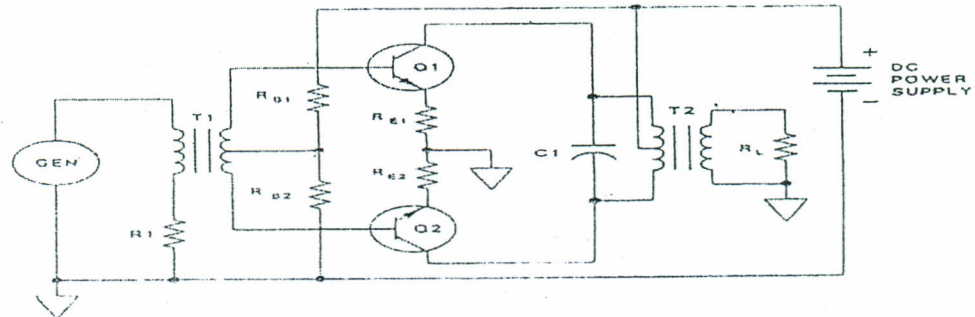 Q1
+
DC
POWER
SUPPLY
−
RB1
RE1
T1
T2
GEN
C1
RL
RB2
RE2
R1
Q2